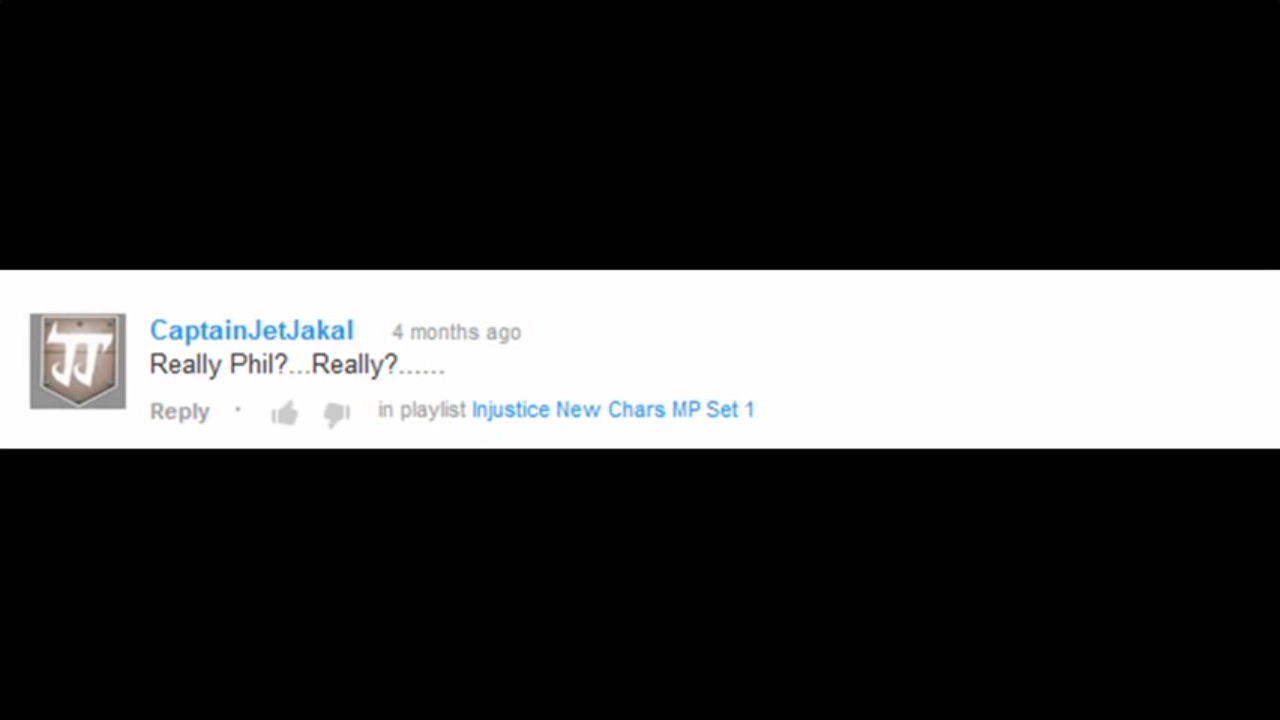 JJ
CaptainJetJakal 4 months ago
Really Phil?...Really?......
Reply · in playlist Injustice New Chars MP Set 1